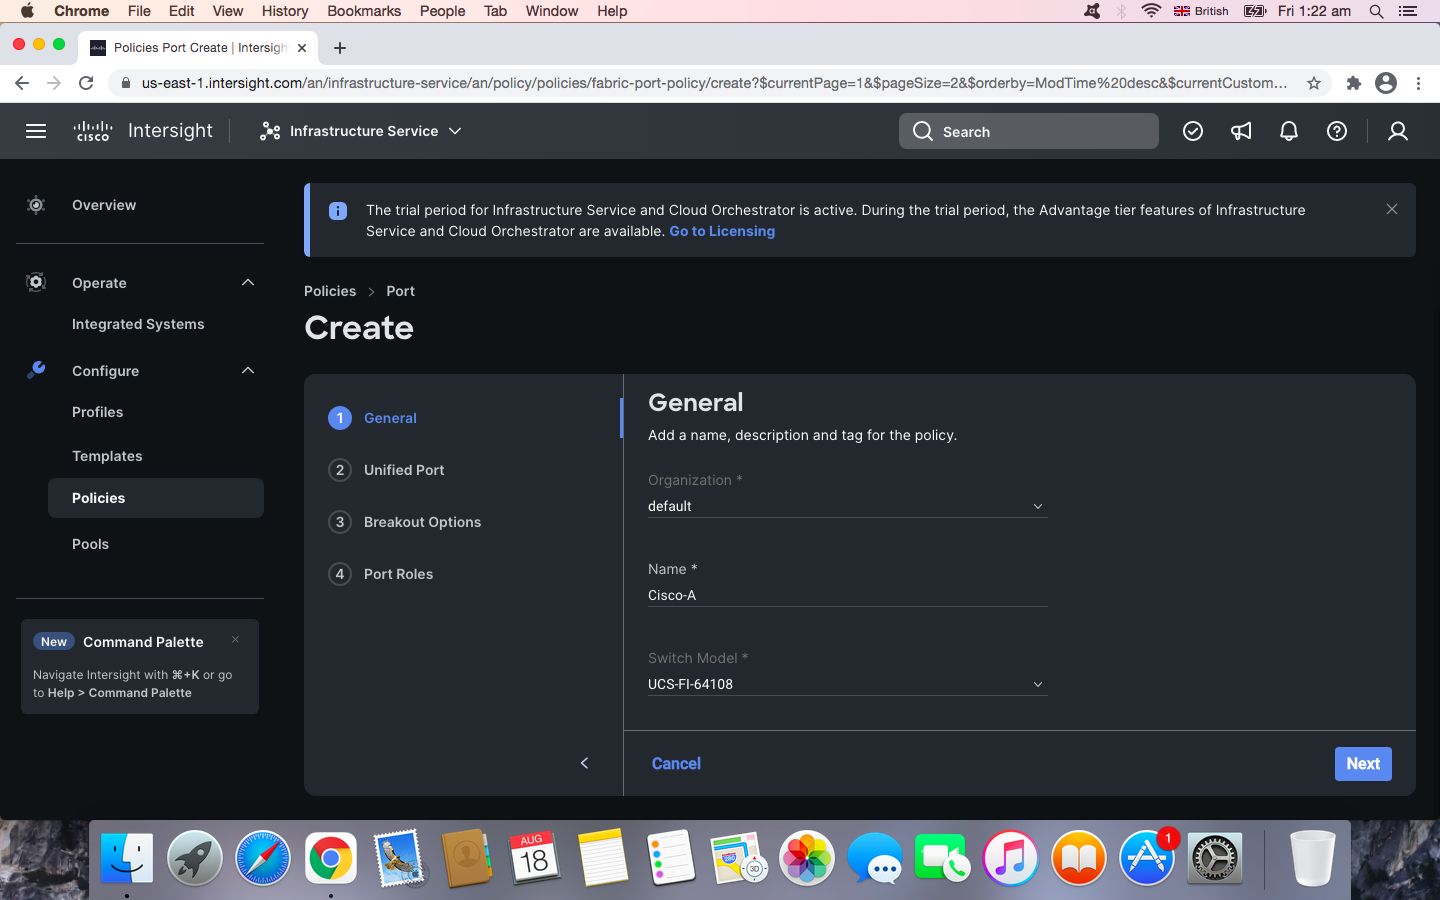 Chrome File Edit View History Bookmarks People Tab Window Help British Fri 1:22 am
Policies Port Create | Intersigh
us-east-1.intersight.com/an/infrastructure-service/an/policy/policies/fabric-port-policy/create?$currentPage=1&$pageSize=2&$orderby=ModTime%20desc&$currentCustom...
CISCO Intersight Infrastructure Service Search
Overview
Operate
Integrated Systems
Configure
Profiles
Templates
Policies
Pools
New Command Palette
Navigate Intersight with ⌘+K or go
to Help > Command Palette
The trial period for Infrastructure Service and Cloud Orchestrator is active. During the trial period, the Advantage tier features of Infrastructure
Service and Cloud Orchestrator are available. Go to Licensing
Policies > Port
Create
1 General
2 Unified Port
3 Breakout Options
4 Port Roles
General
Add a name, description and tag for the policy.
Organization *
default
Name *
Cisco-A
Switch Model *
UCS-FI-64108
Cancel Next
AUG
18
280
3D
1